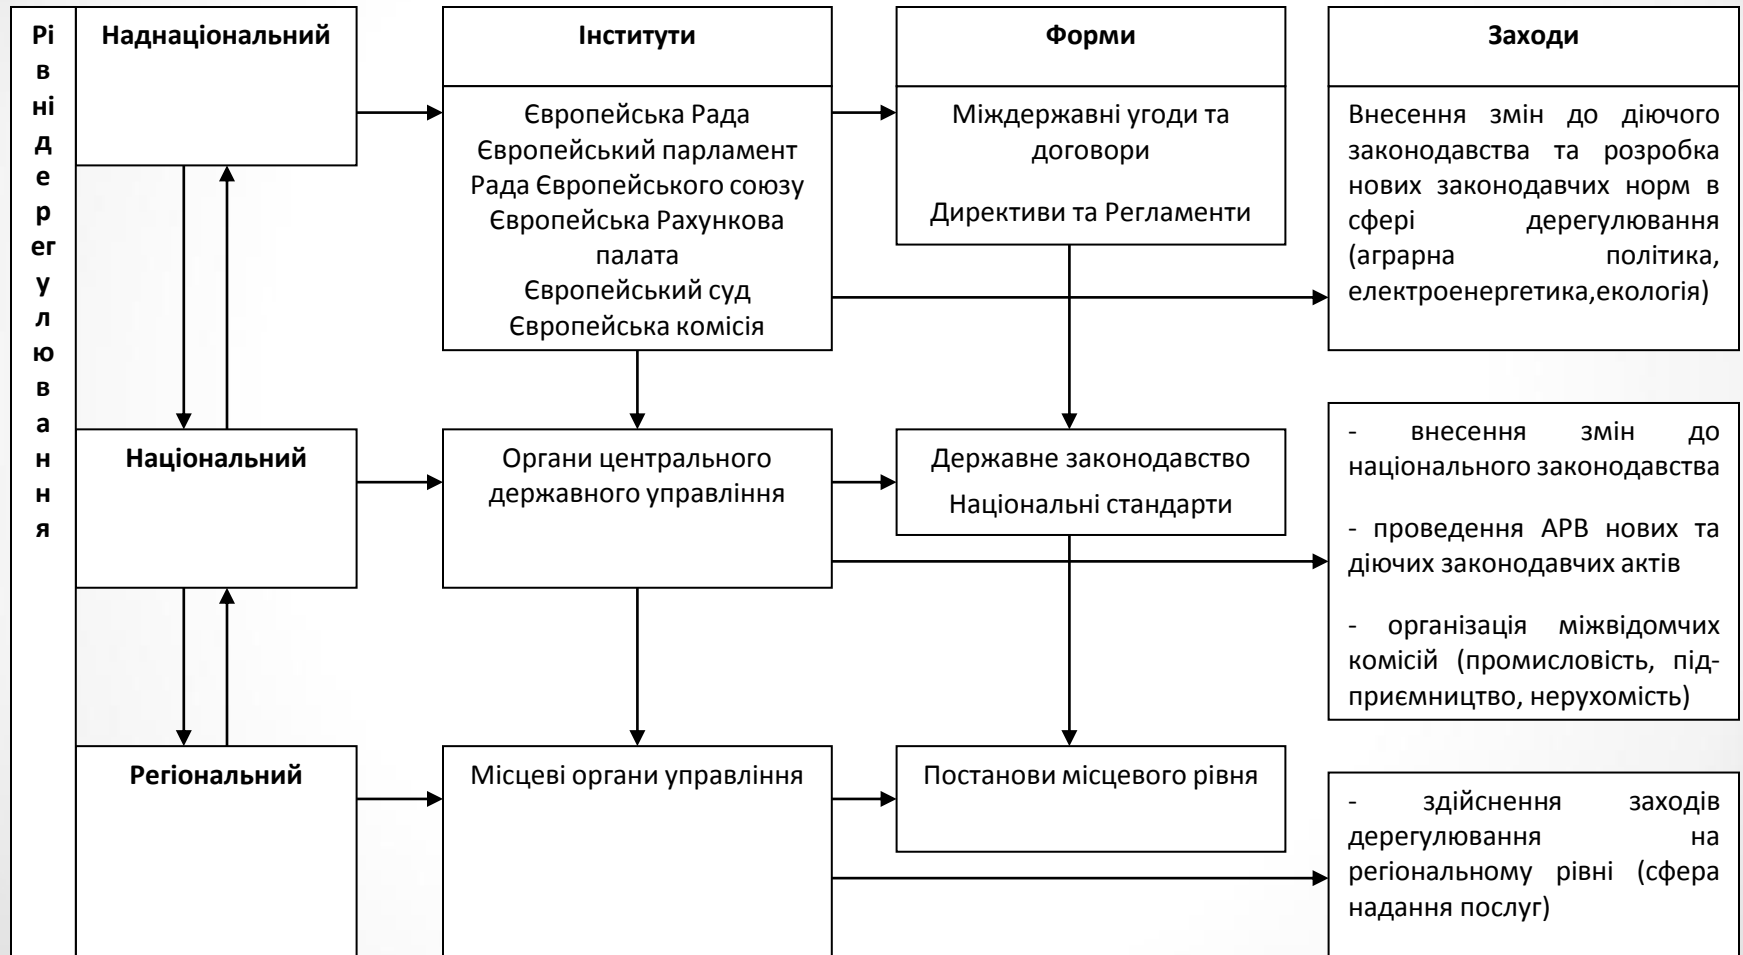 Рі
в
ні
д
е
р
ег
у
л
ю
в
а
н
н
я
Наднаціональний
Інститути
Форми
Заходи
Європейська Рада
Європейський парламент
Рада Європейського союзу
Європейська Рахункова
палата
Європейський суд
Європейська комісія
Міждержавні угоди та
договори
Директиви та Регламенти
Внесення змін до діючого
законодавства та розробка
нових законодавчих норм в
сфері дерегулювання
(аграрна політика,
електроенергетика,екологія)
Національний
Органи центрального
державного управління
Державне законодавство
Національні стандарти
- внесення змін до
національного законодавства
- проведення АРВ нових та
діючих законодавчих актів
- організація міжвідомчих
комісій (промисловість, під-
приємництво, нерухомість)
Регіональний
Місцеві органи управління
Постанови місцевого рівня
- здійснення заходів
дерегулювання на
регіональному рівні (сфера
надання послуг)